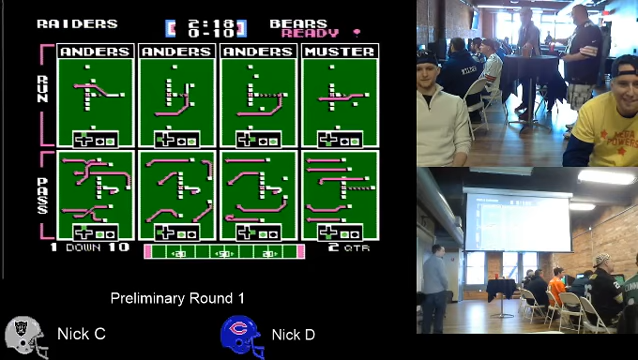 RAIDERS 2:18 BEARS
0-10 READY
ANDERS ANDERS ANDERS MUSTER
RUN
PASS
1 DOWN 10 20 50 20 2 QTR
Preliminary Round 1
Nick C Nick D